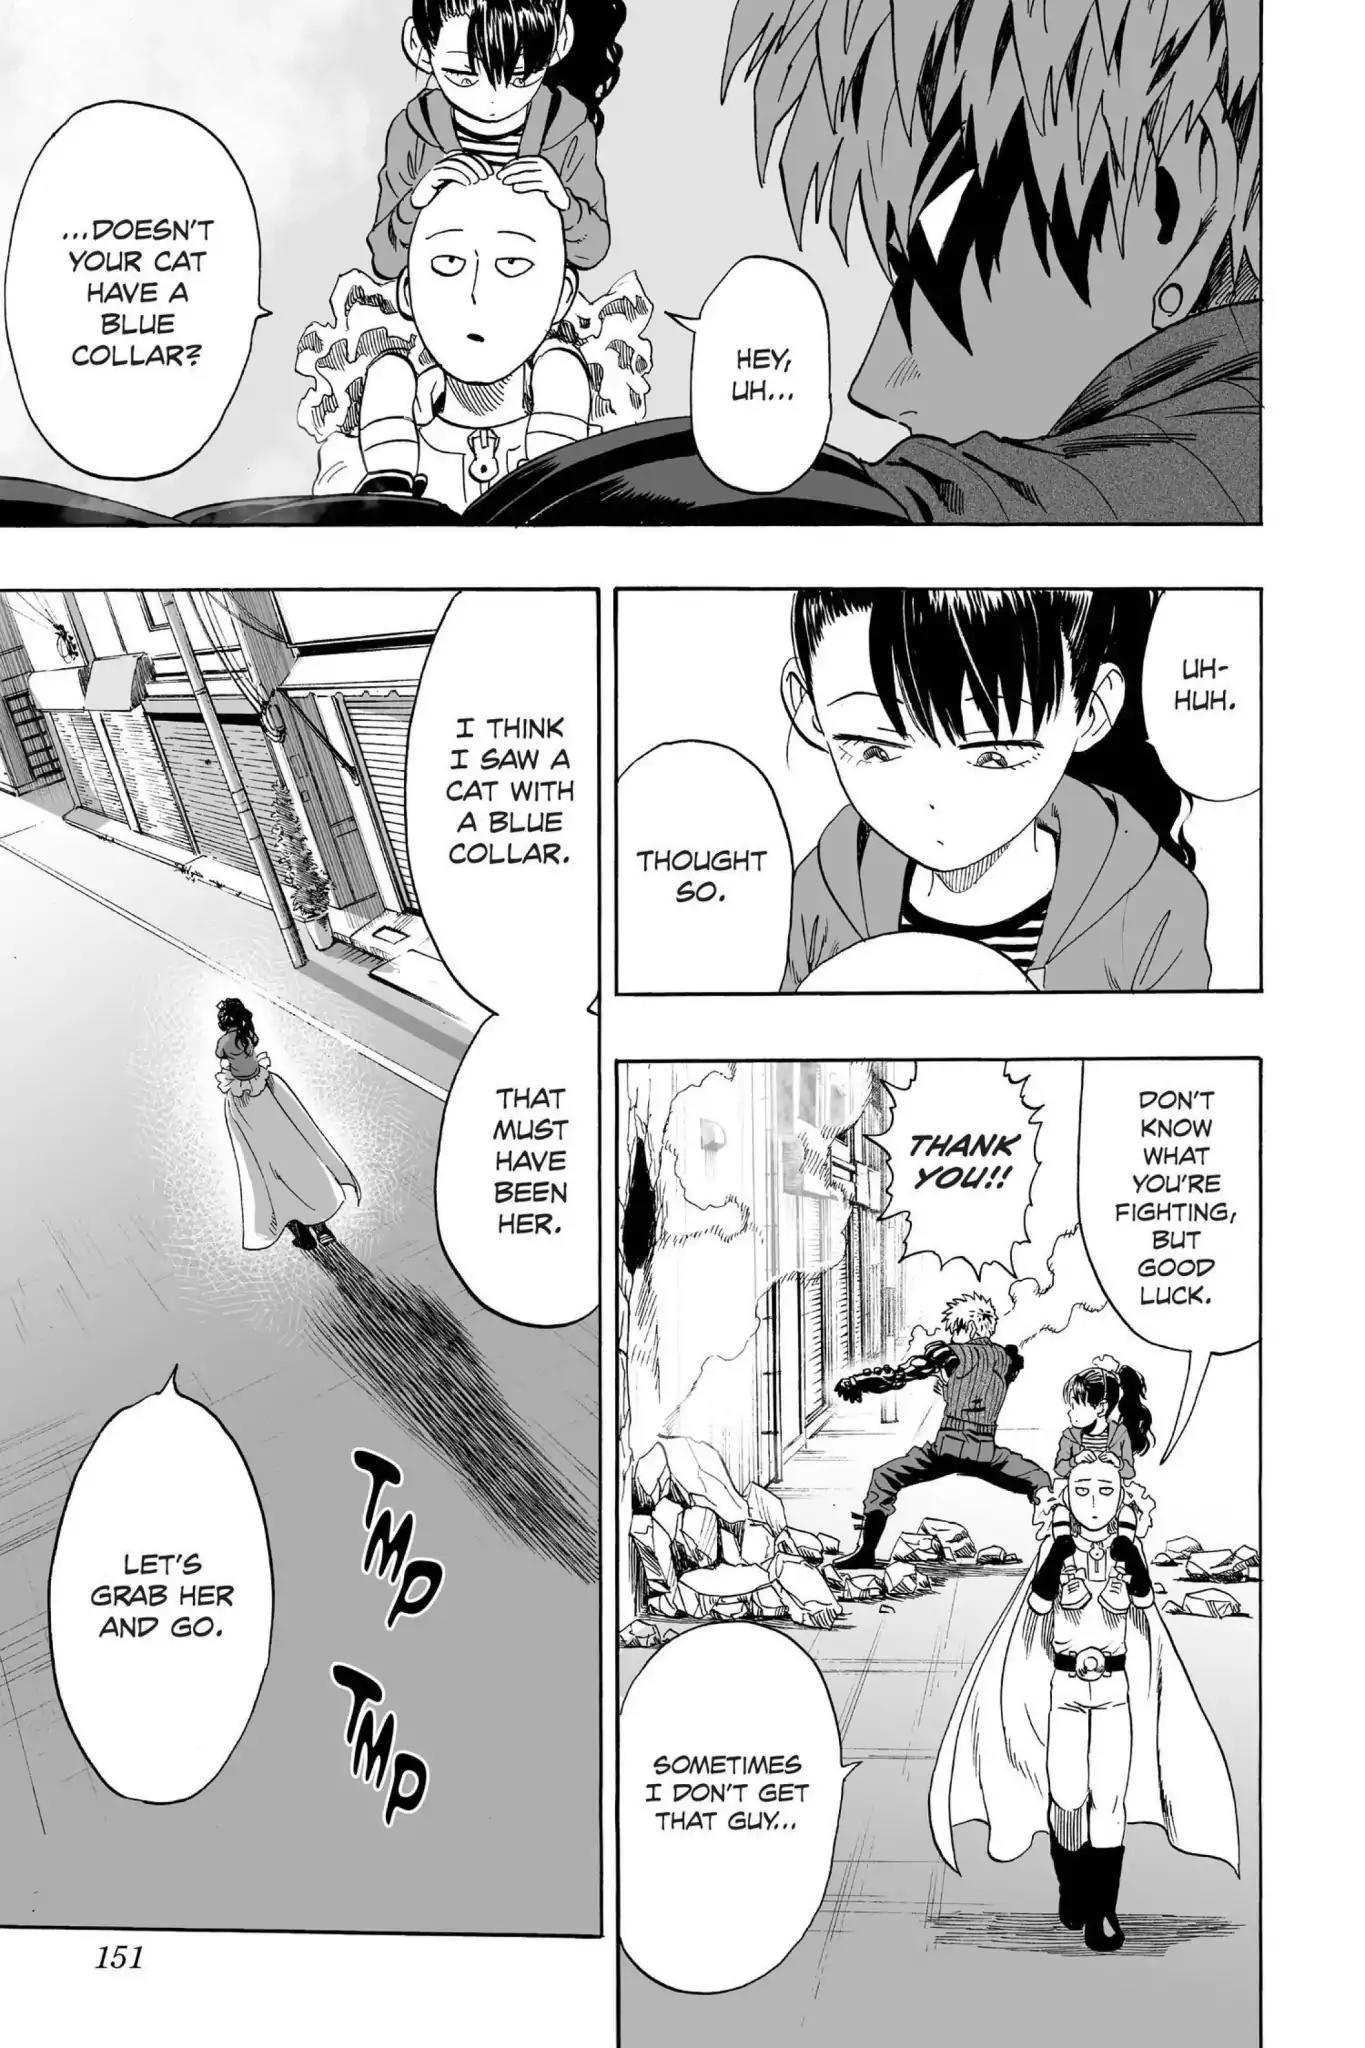 HEY,
UH...
...DOESN'T
YOUR CAT
HAVE A
BLUE
COLLAR?
UH-
HUH.
THOUGHT
SO.
DON'T
KNOW
WHAT
YOU'RE
FIGHTING,
BUT
GOOD
LUCK.
THANK
YOU!!
SOMETIMES
I DON'T GET
THAT GUY...
I THINK
I SAW A
CAT WITH
A BLUE
COLLAR.
THAT
MUST
HAVE
BEEN
HER.
LET'S
GRAB HER
AND GO.
TMP
TMP
151